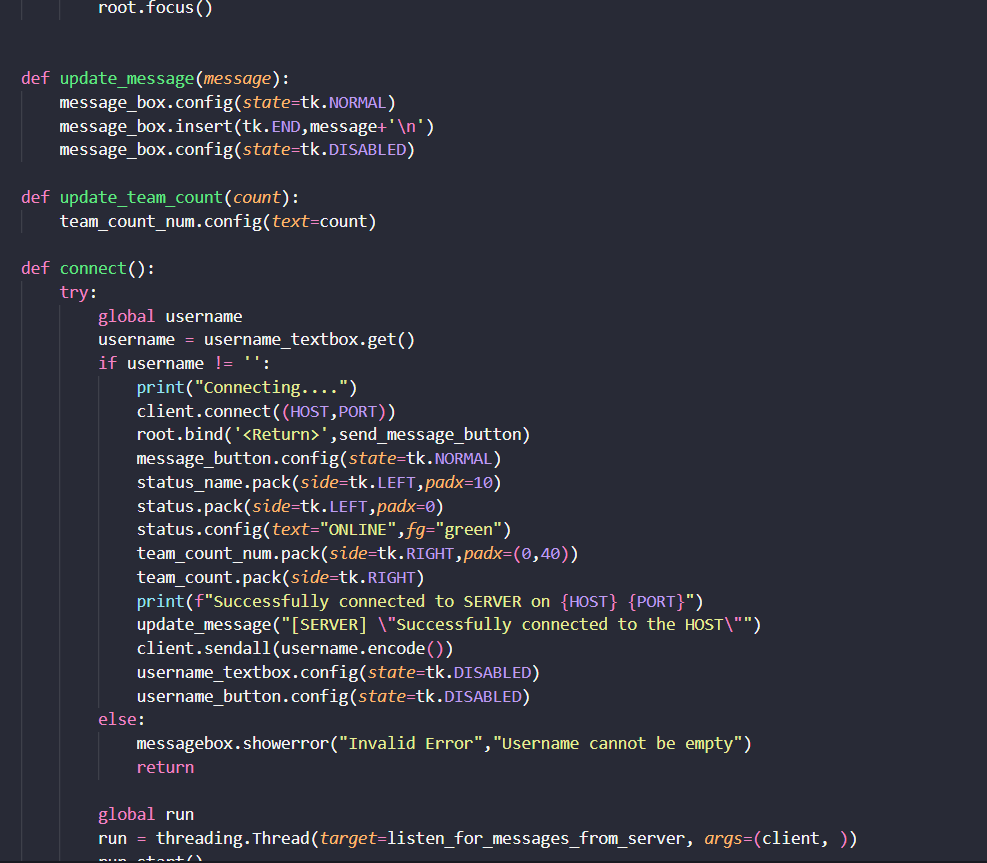 root.focus()
def update_message(message):
message_box.config(state=tk.NORMAL)
message_box.insert(tk.END,message+'\n')
message_box.config(state=tk.DISABLED)
def update_team_count(count):
team_count_num.config(text=count)
def connect():
try:
global username
username = username_textbox.get()
if username != '':
print("Connecting....")
client.connect((HOST,PORT))
root.bind('<Return>',send_message_button)
message_button.config(state=tk.NORMAL)
status_name.pack(side=tk.LEFT,padx=10)
status.pack(side=tk.LEFT,padx=0)
status.config(text="ONLINE",fg="green")
team_count_num.pack(side=tk.RIGHT,padx=(0,40))
team_count.pack(side=tk.RIGHT)
print(f"Successfully connected to SERVER on {HOST} {PORT}")
update_message("[SERVER] \"Successfully connected to the HOST\"")
client.sendall(username.encode())
username_textbox.config(state=tk.DISABLED)
username_button.config(state=tk.DISABLED)
else:
messagebox.showerror("Invalid Error","Username cannot be empty")
return
global run
run = threading.Thread(target=listen_for_messages_from_server, args=(client, ))
run.start()